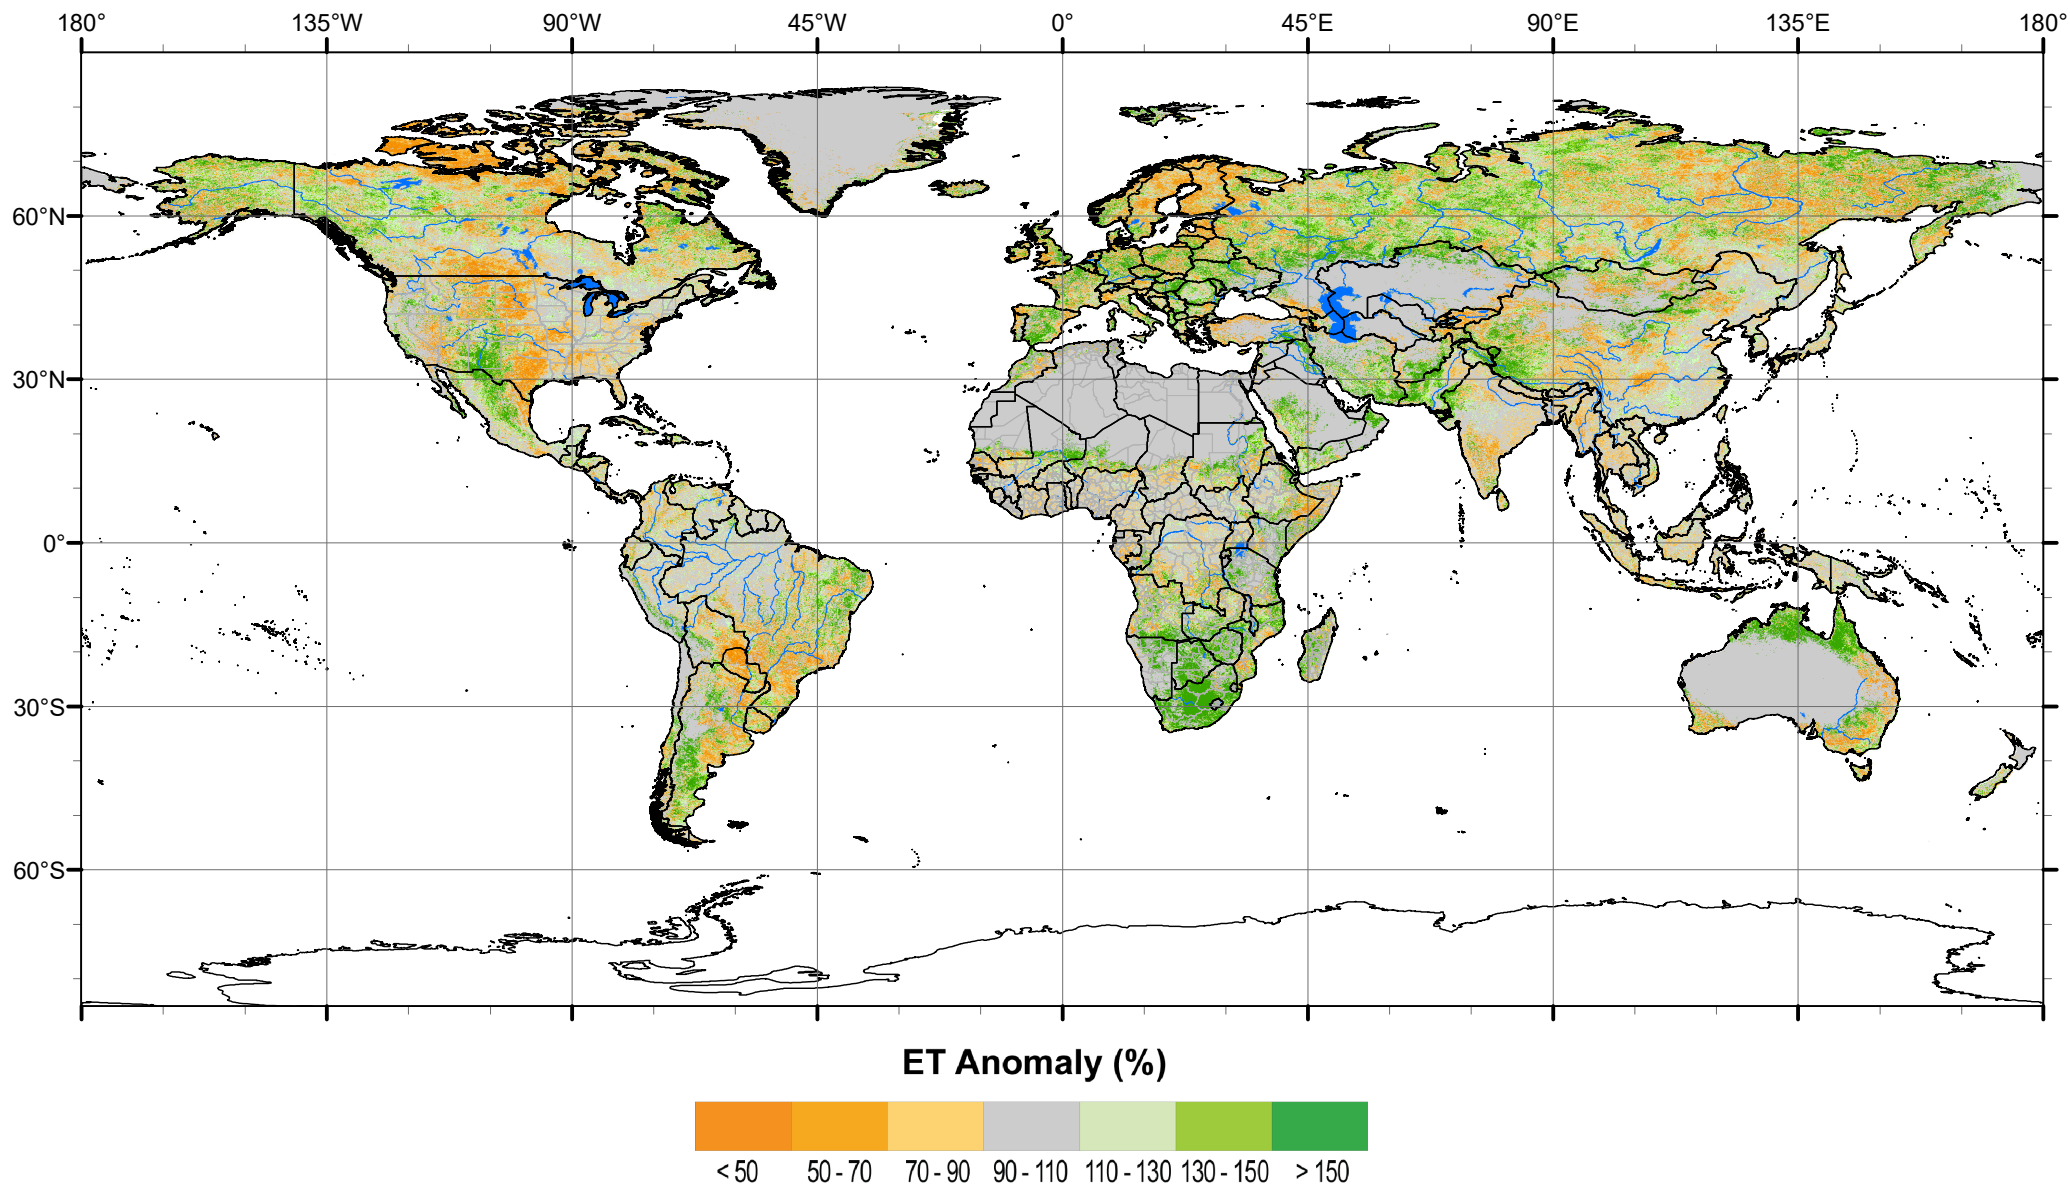 180° 135°W 90°W 45°W 0° 45°E 90°E 135°E 180°
60°N
30°N
0°
30°S
60°S
ET Anomaly (%)
< 50 50 - 70 70 - 90 90 - 110 110 - 130 130 - 150 > 150